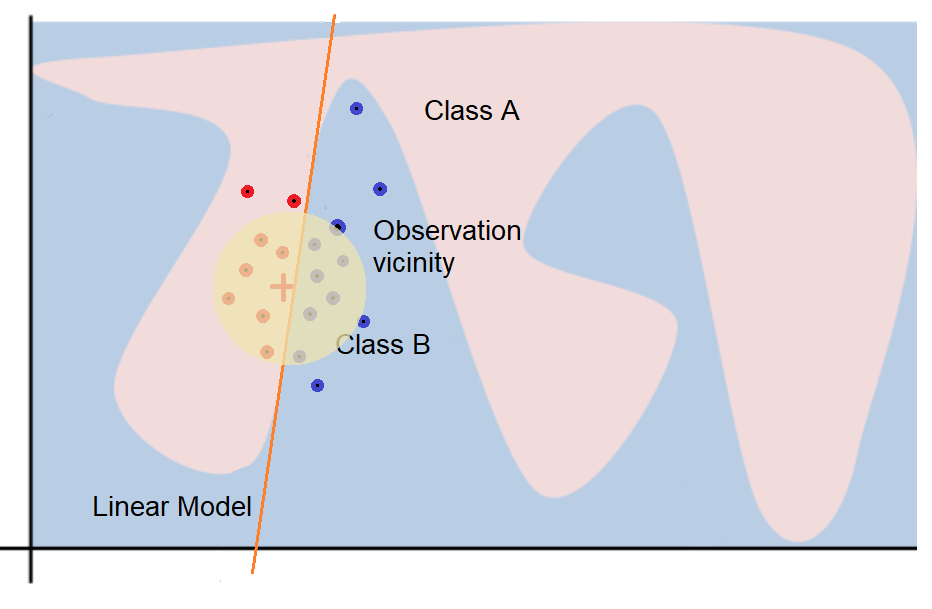 Class A
Observation
vicinity
Class B
Linear Model